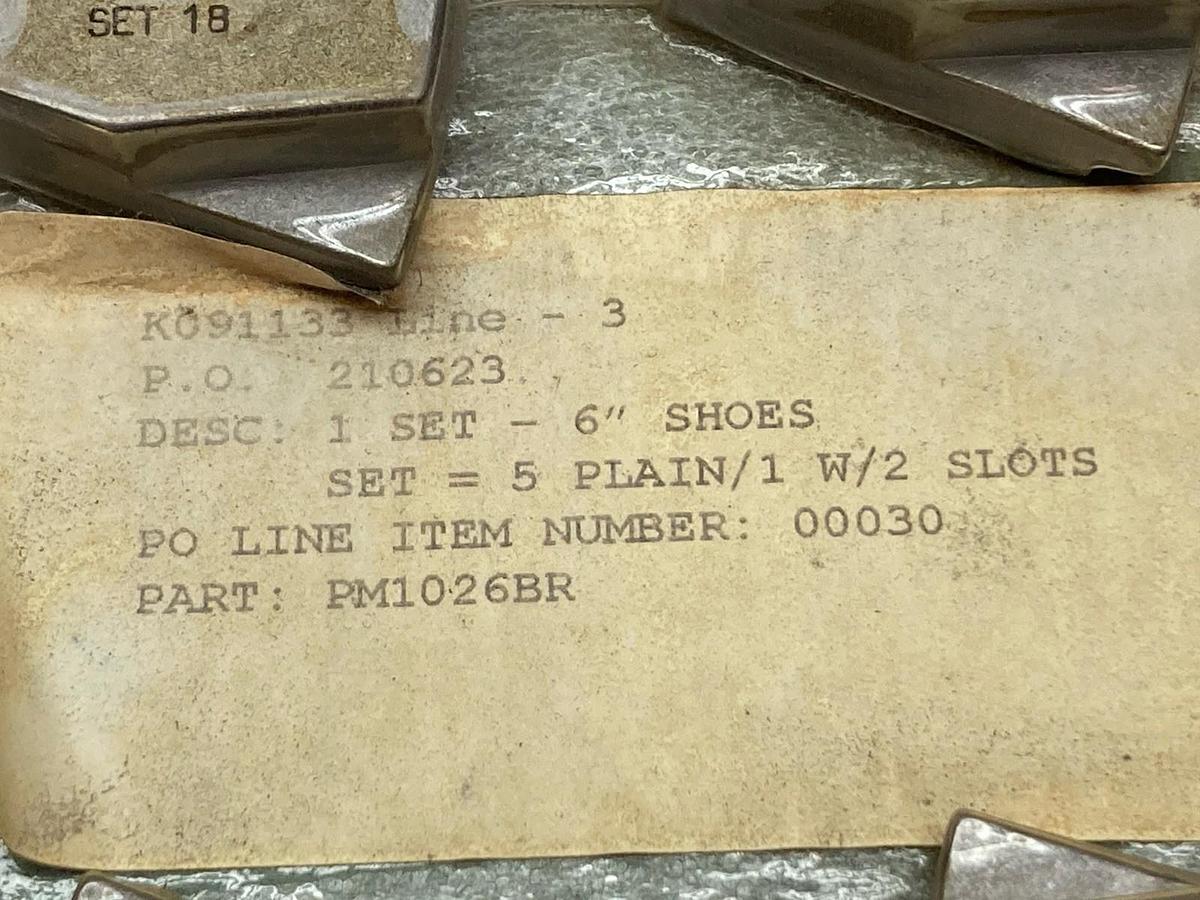 SET 18
K091133 Line - 3
P.O. 210623
DESC: 1 SET - 6" SHOES
SET = 5 PLAIN/1 W/2 SLOTS
PO LINE ITEM NUMBER: 00030
PART: PM1026BR